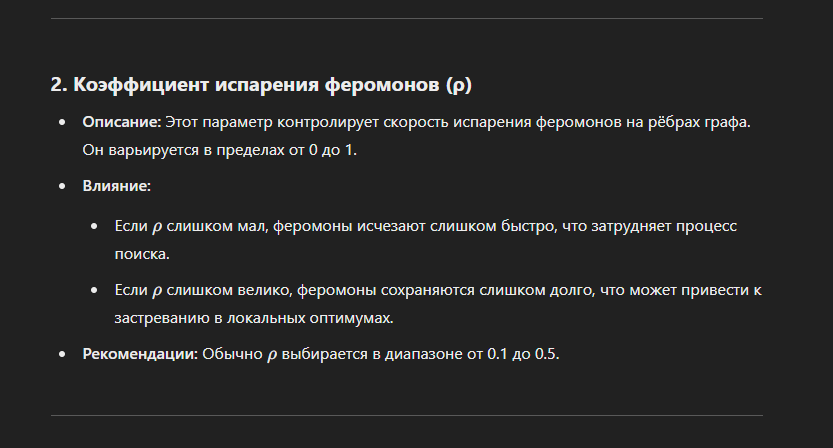 2. Коэффициент испарения феромонов (ρ)
• Описание: Этот параметр контролирует скорость испарения феромонов на рёбрах графа.
Он варьируется в пределах от 0 до 1.
• Влияние:
• Если ρ слишком мал, феромоны исчезают слишком быстро, что затрудняет процесс
поиска.
• Если ρ слишком велико, феромоны сохраняются слишком долго, что может привести к
застреванию в локальных оптимумах.
• Рекомендации: Обычно ρ выбирается в диапазоне от 0.1 до 0.5.